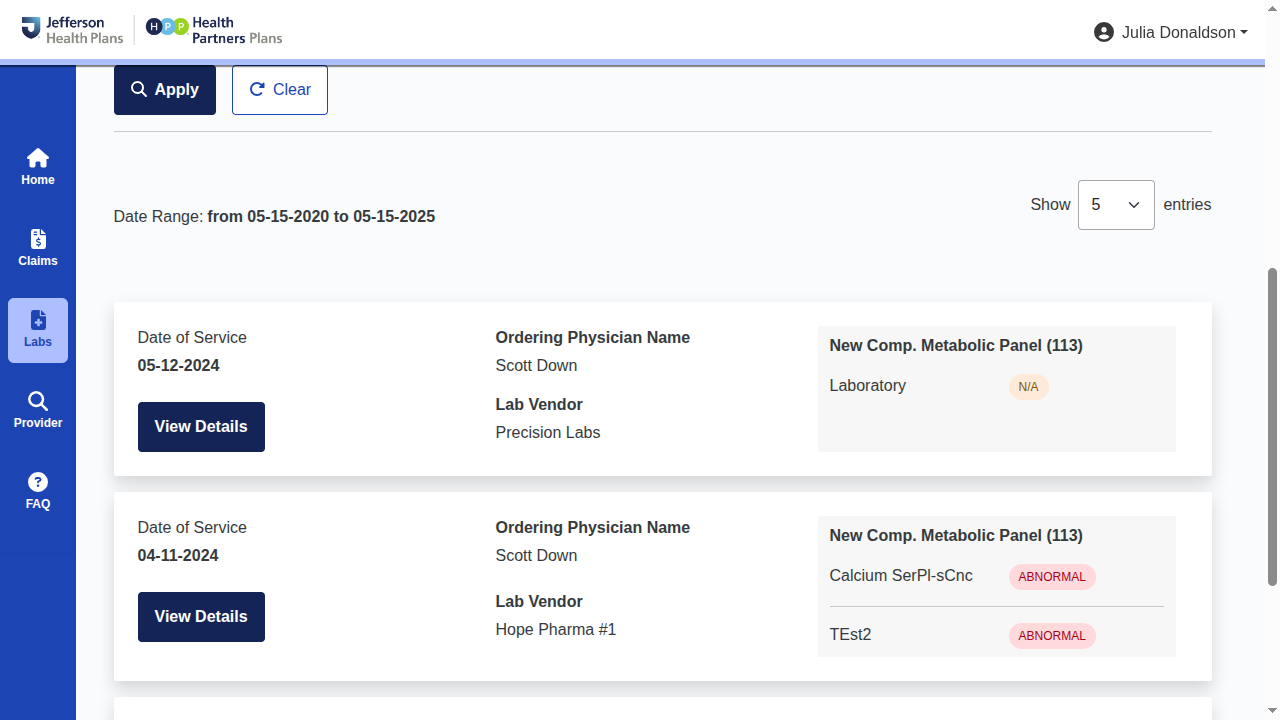 Jefferson
Health Plans
HPP
Health
Partners Plans
Julia Donaldson
Apply
Clear
Home
Claims
Labs
Provider
FAQ
Date Range: from 05-15-2020 to 05-15-2025
Show 5 entries
Date of Service
05-12-2024
View Details
Ordering Physician Name
Scott Down
Lab Vendor
Precision Labs
New Comp. Metabolic Panel (113)
Laboratory N/A
Date of Service
04-11-2024
View Details
Ordering Physician Name
Scott Down
Lab Vendor
Hope Pharma #1
New Comp. Metabolic Panel (113)
Calcium SerPl-sCnc ABNORMAL
TEst2 ABNORMAL